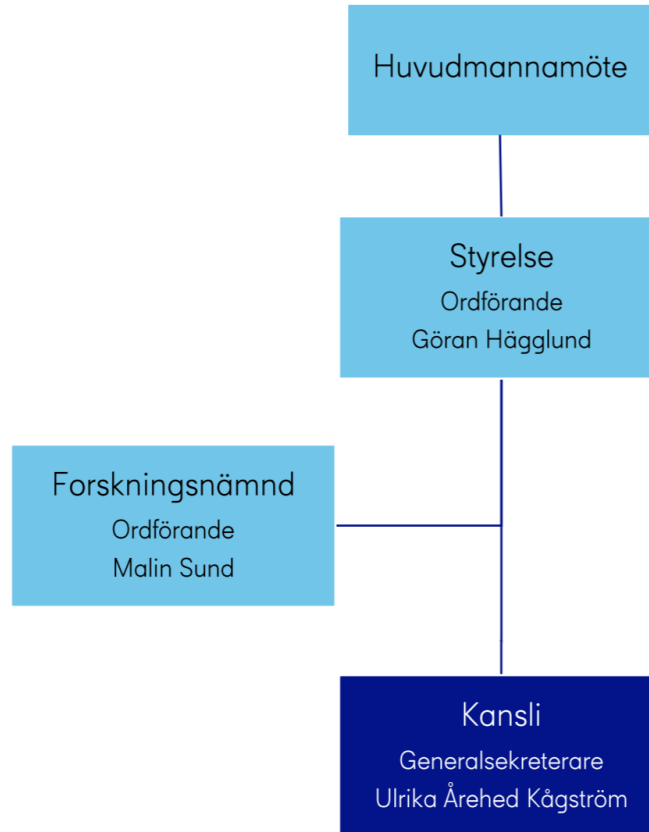 Huvudmannamöte
Styrelse
Ordförande
Göran Hägglund
Forskningsnämnd
Ordförande
Malin Sund
Kansli
Generalsekreterare
Ulrika Årehed Kågström